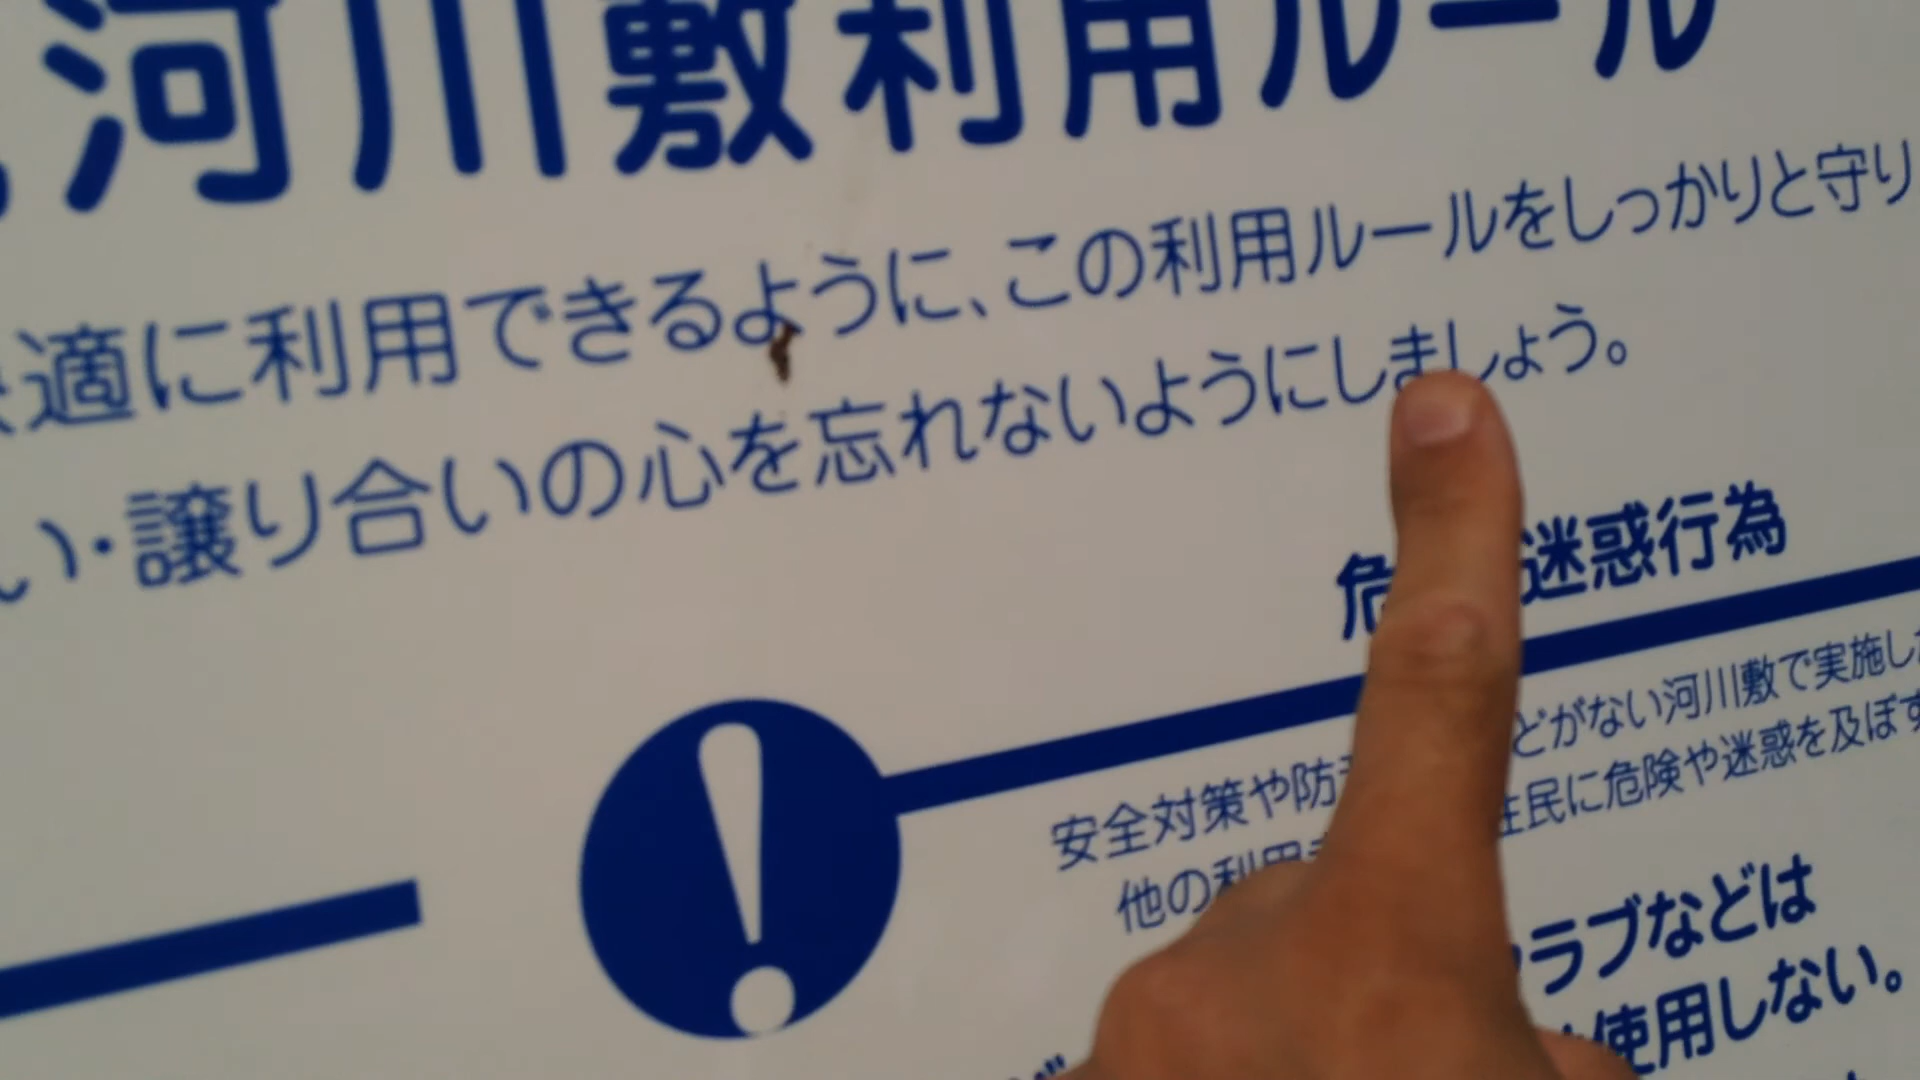 河川敷利用ルール
適に利用できるように、この利用ルールをしっかりと守り
い・譲り合いの心を忘れないようにしましょう。
危 迷惑行為
安全対策や防 どがない河川敷で実施し
他の利用 住民に危険や迷惑を及ぼす
ラブなどは
使用しない。